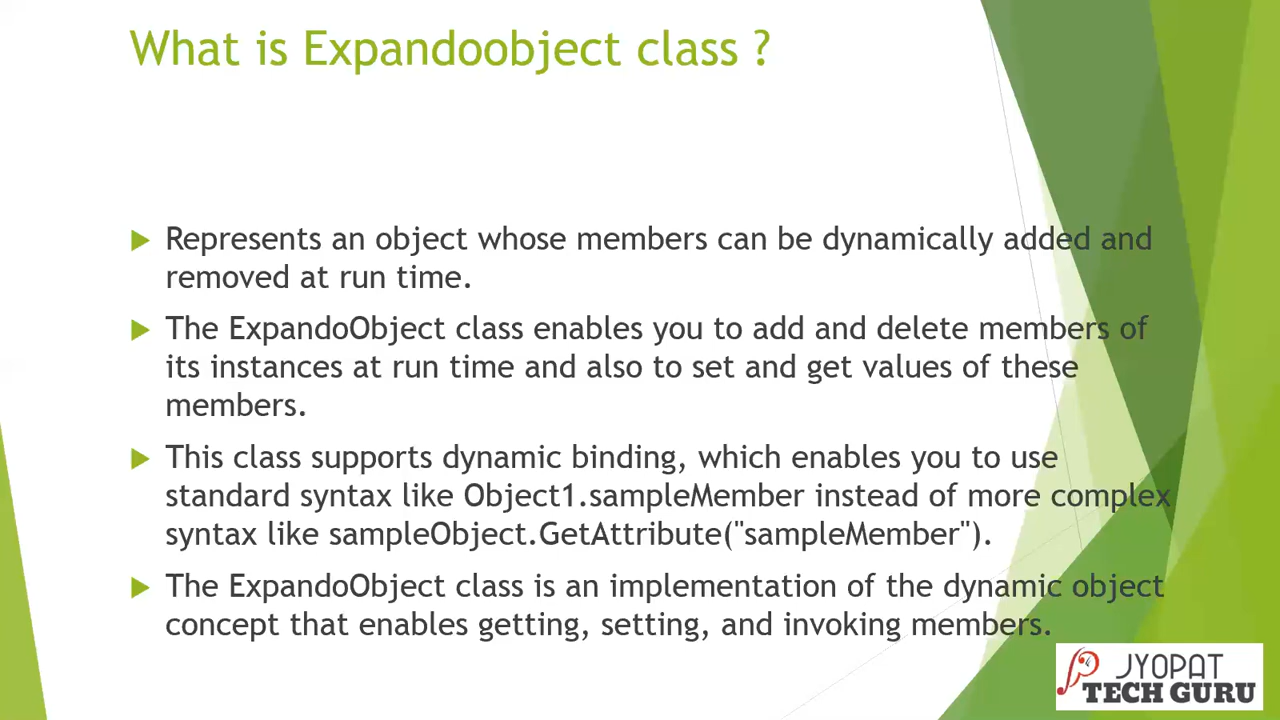 What is Expandoobject class ?
Represents an object whose members can be dynamically added and
removed at run time.
The ExpandoObject class enables you to add and delete members of
its instances at run time and also to set and get values of these
members.
This class supports dynamic binding, which enables you to use
standard syntax like Object1.sampleMember instead of more complex
syntax like sampleObject.GetAttribute("sampleMember").
The ExpandoObject class is an implementation of the dynamic object
concept that enables getting, setting, and invoking members.
JYOPAT
TECH GURU